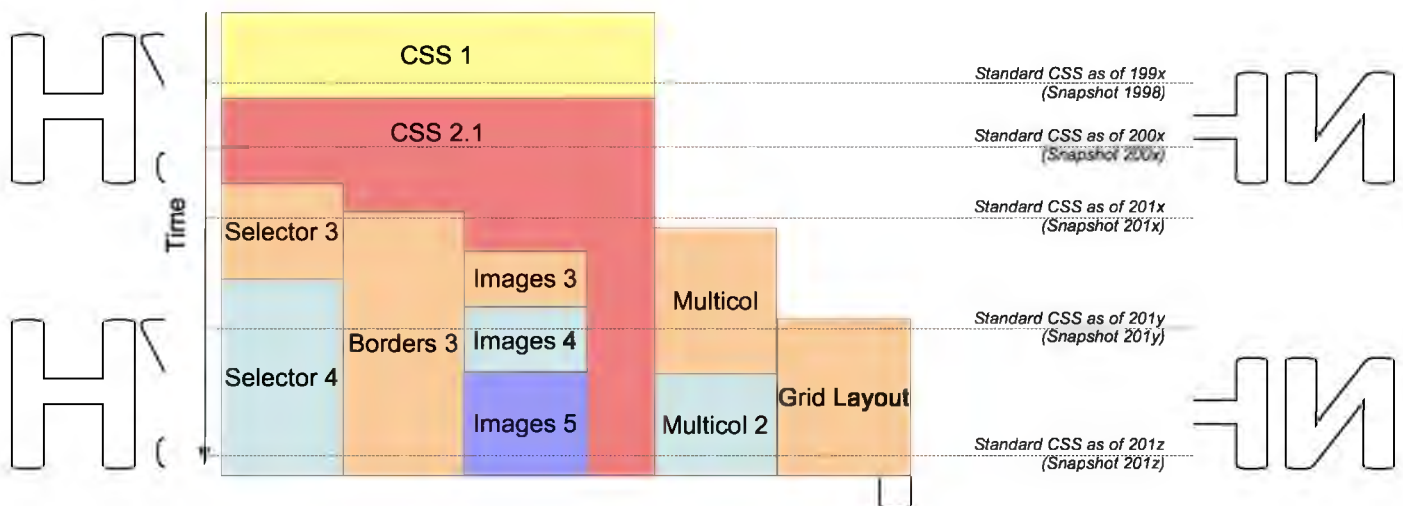 CSS 1
Standard CSS as of 199x
(Snapshot 1998)
CSS 2.1
Standard CSS as of 200x
(Snapshot 200x)
Time
Selector 3
Standard CSS as of 201x
(Snapshot 201x)
Images 3
Multicol
Borders 3
Images 4
Standard CSS as of 201y
(Snapshot 201y)
Selector 4
Grid Layout
Images 5
Multicol 2
Standard CSS as of 201z
(Snapshot 201z)